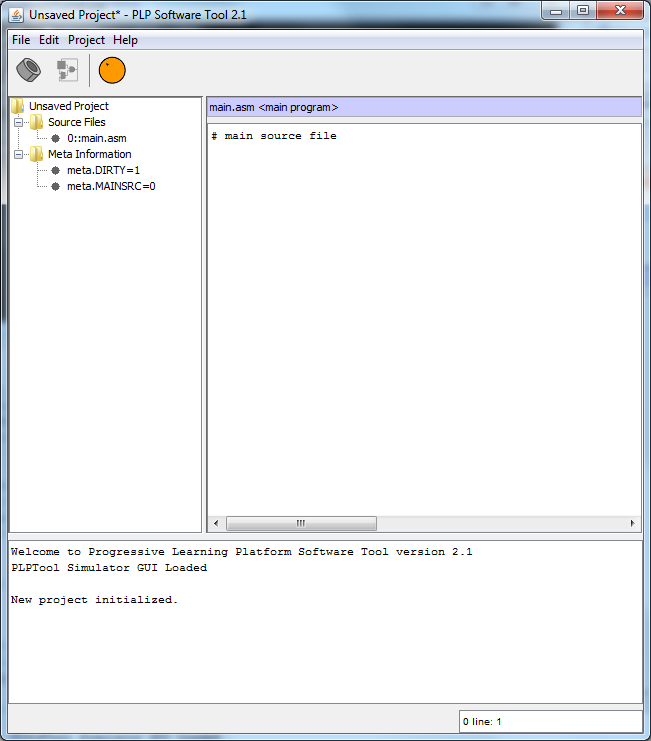 Unsaved Project* - PLP Software Tool 2.1
File Edit Project Help
Unsaved Project
Source Files
0::main.asm
Meta Information
meta.DIRTY=1
meta.MAINSRC=0
main.asm <main program>
# main source file
Welcome to Progressive Learning Platform Software Tool version 2.1
PLPTool Simulator GUI Loaded
New project initialized.
0 line: 1